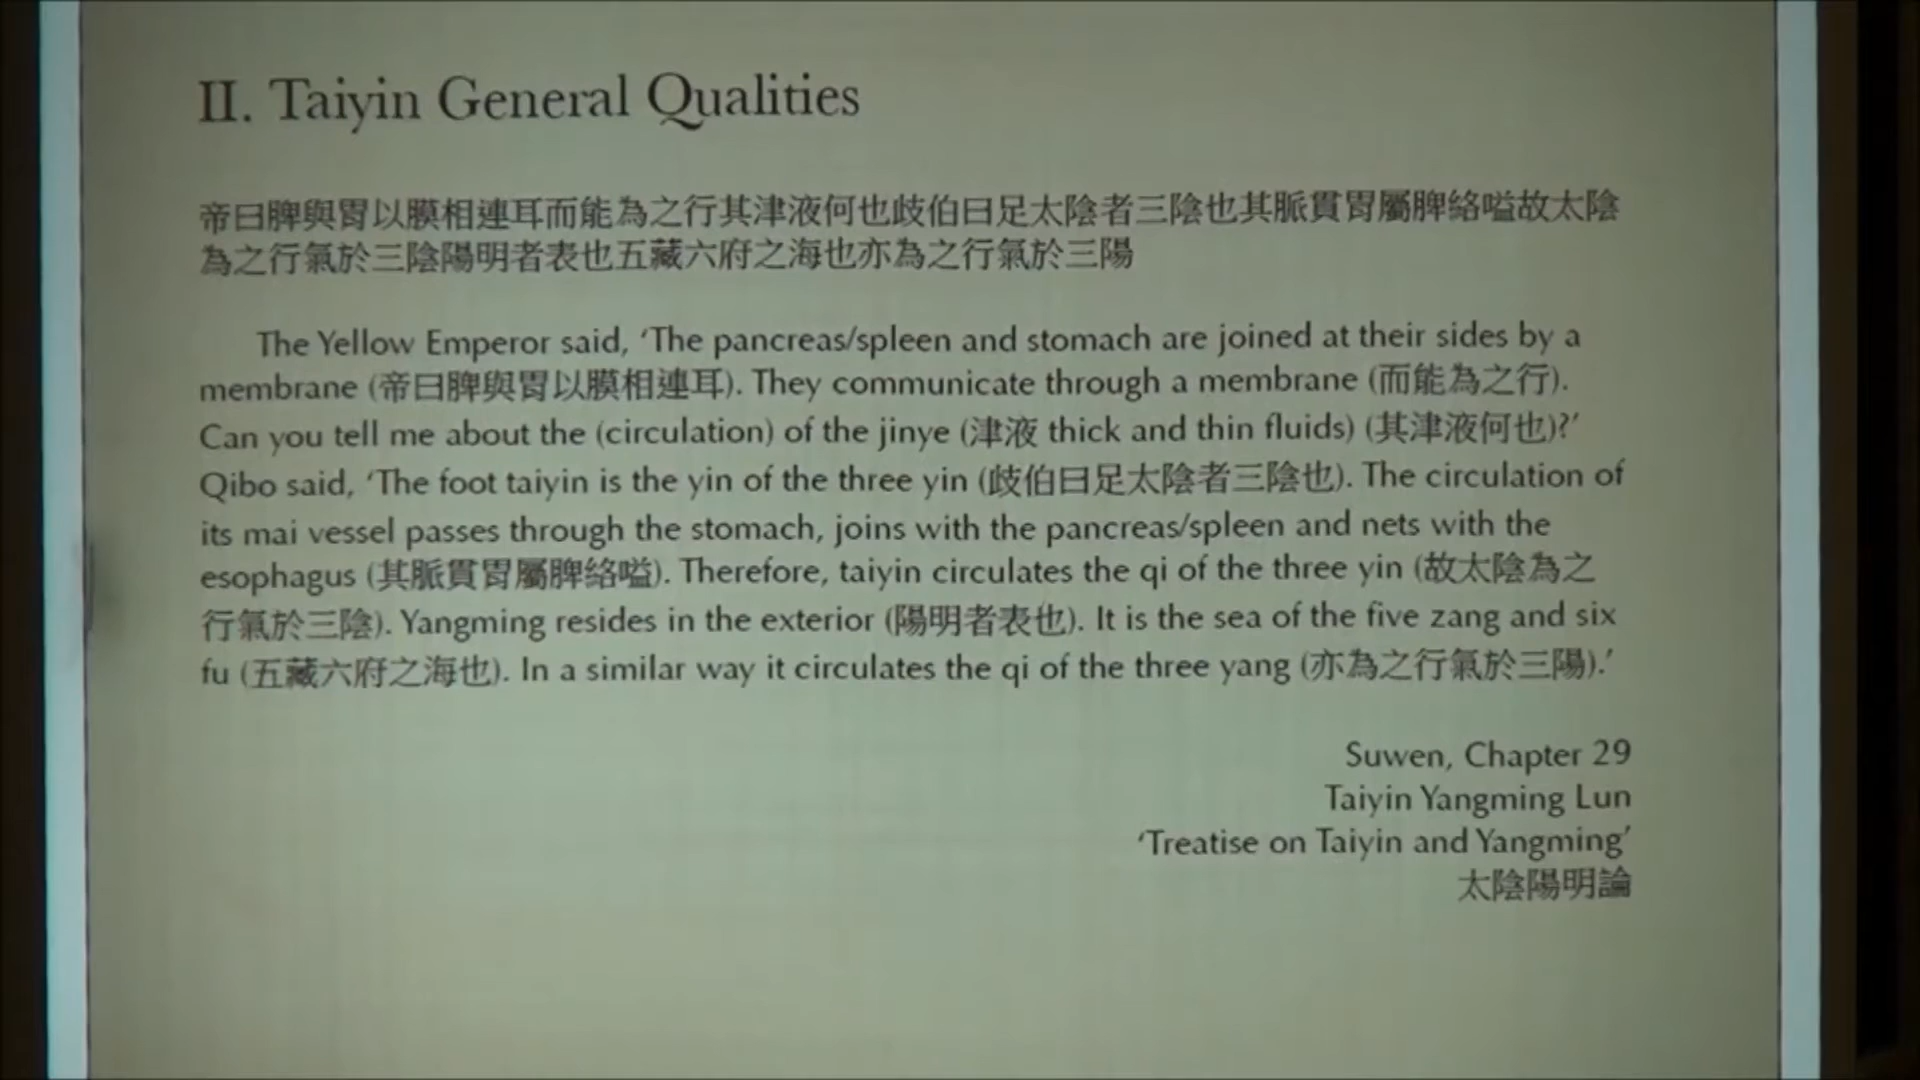 II. Taiyin General Qualities
帝曰脾與胃以膜相連耳而能為之行其津液何也歧伯曰足太陰者三陰也其脈貫胃屬脾絡嗌故太陰
為之行氣於三陰陽明者表也五藏六府之海也亦為之行氣於三陽
The Yellow Emperor said, ‘The pancreas/spleen and stomach are joined at their sides by a
membrane (帝曰脾與胃以膜相連耳). They communicate through a membrane (而能為之行).
Can you tell me about the (circulation) of the jinye (津液 thick and thin fluids) (其津液何也)?’
Qibo said, ‘The foot taiyin is the yin of the three yin (歧伯曰足太陰者三陰也). The circulation of
its mai vessel passes through the stomach, joins with the pancreas/spleen and nets with the
esophagus (其脈貫胃屬脾絡嗌). Therefore, taiyin circulates the qi of the three yin (故太陰為之
行氣於三陰). Yangming resides in the exterior (陽明者表也). It is the sea of the five zang and six
fu (五藏六府之海也). In a similar way it circulates the qi of the three yang (亦為之行氣於三陽).’
Suwen, Chapter 29
Taiyin Yangming Lun
‘Treatise on Taiyin and Yangming’
太陰陽明論